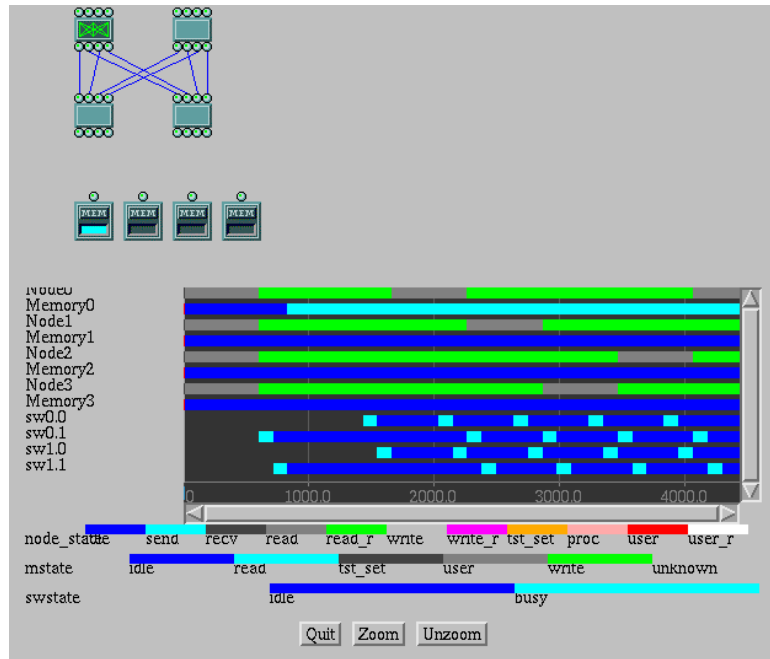 MEM MEM MEM MEM
Node0
Memory0
Node1
Memory1
Node2
Memory2
Node3
Memory3
sw0.0
sw0.1
sw1.0
sw1.1
0 1000.0 2000.0 3000.0 4000.0
node_state send recv read read_r write write_r tst_set proc user user_r
mstate idle read tst_set user write unknown
swstate idle busy
Quit Zoom Unzoom